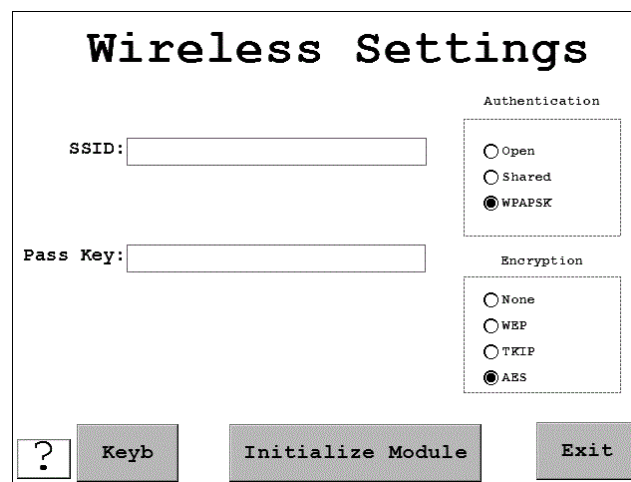 Wireless Settings
Authentication
SSID:
Open
Shared
WPAPSK
Pass Key:
Encryption
None
WEP
TKIP
AES
?
Keyb
Initialize Module
Exit